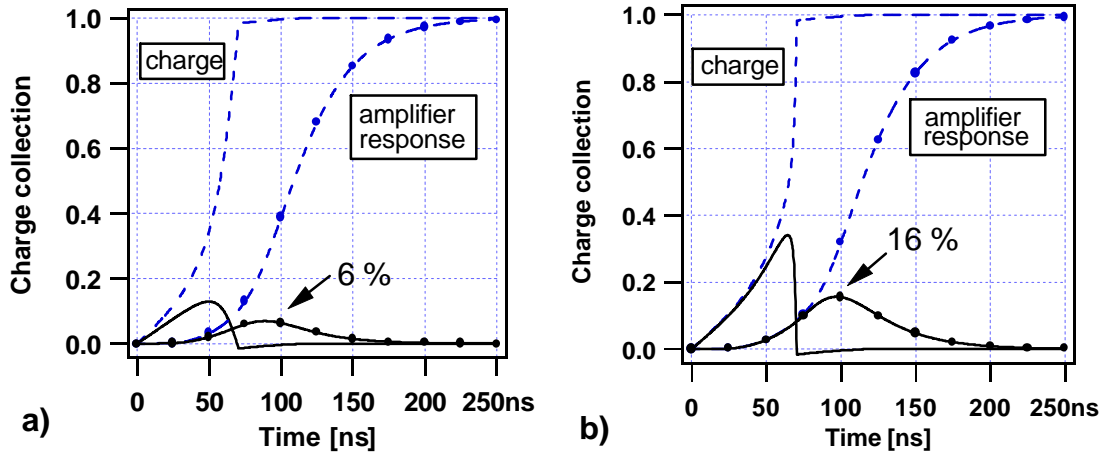 1.0
0.8
0.6
0.4
0.2
0.0
Charge collection
charge
amplifier
response
6 %
0
50
100
150
200
250ns
Time [ns]
a)
1.0
0.8
0.6
0.4
0.2
0.0
Charge collection
charge
amplifier
response
16 %
0
50
100
150
200
250ns
Time [ns]
b)